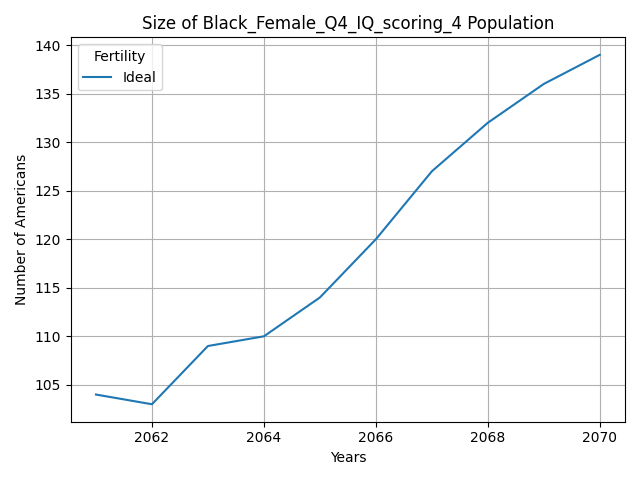 Size of Black_Female_Q4_IQ_scoring_4 Population
Fertility
Ideal
140
135
130
125
120
115
110
105
Number of Americans
2062 2064 2066 2068 2070
Years